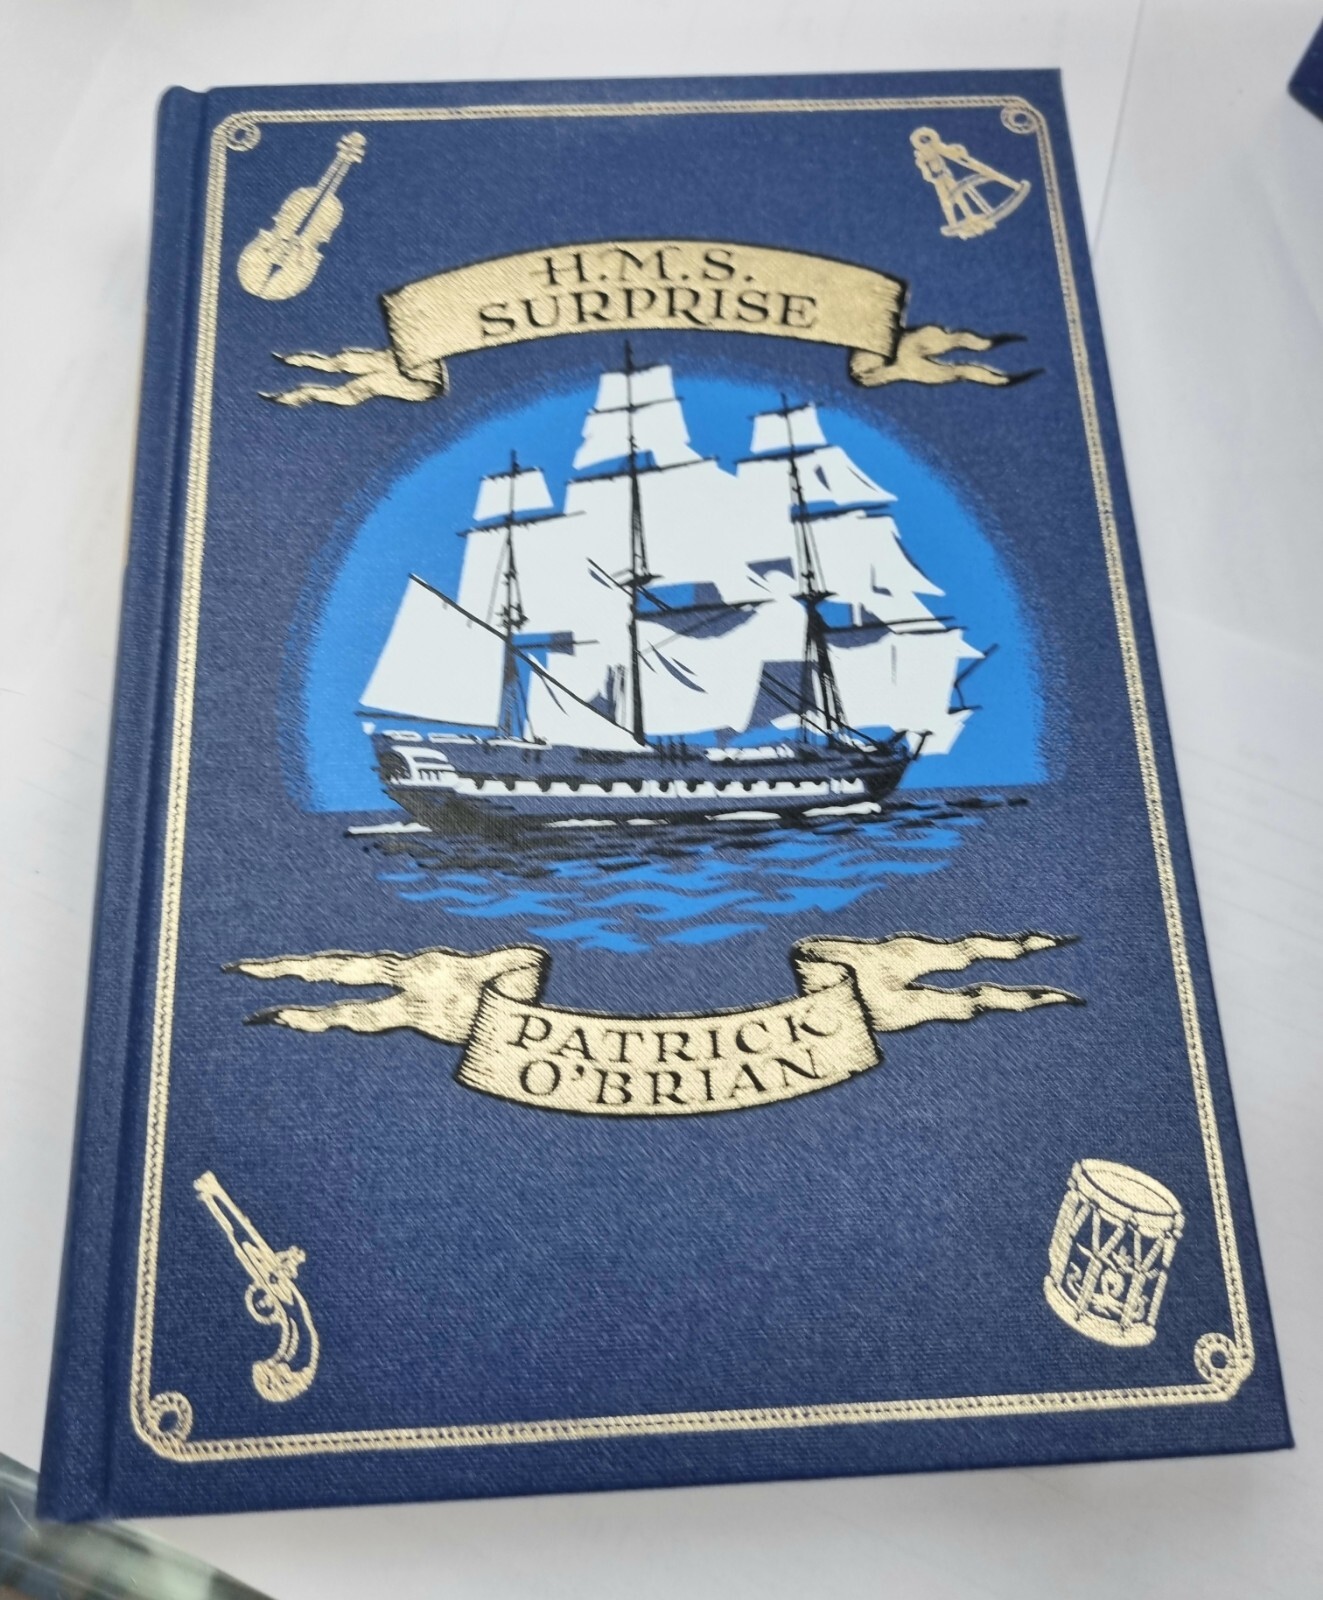 H.M.S.
SURPRISE
PATRICK
O'BRIAN